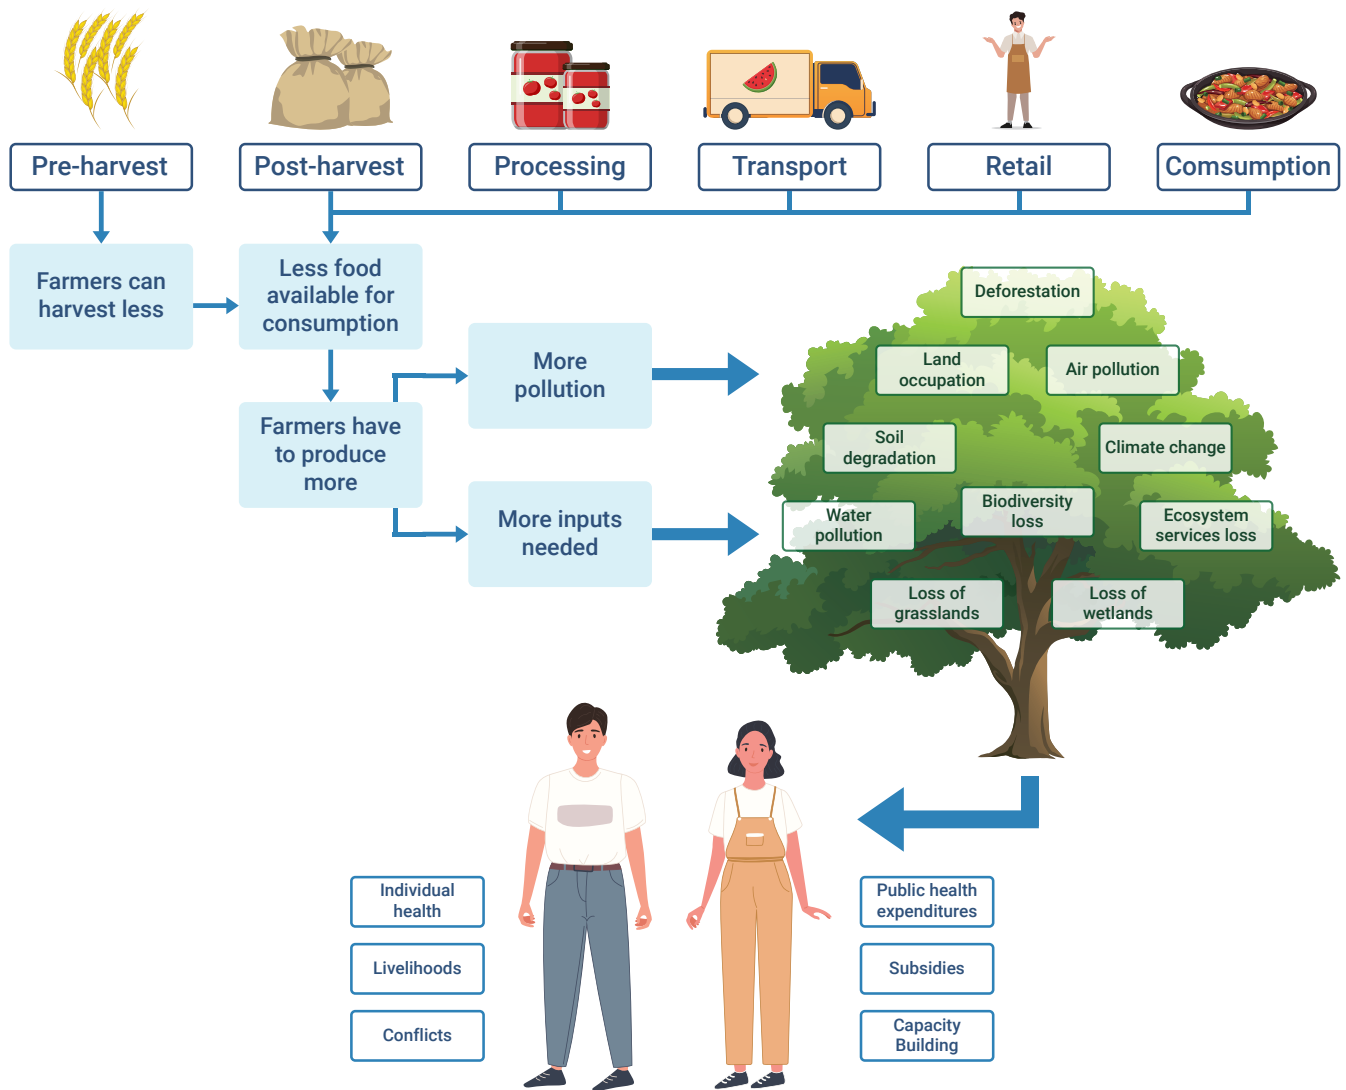 Pre-harvest
Post-harvest
Processing
Transport
Retail
Comsumption
Farmers can
harvest less
Less food
available for
consumption
Farmers have
to produce
more
More
pollution
More inputs
needed
Deforestation
Land
occupation
Air pollution
Soil
degradation
Climate change
Water
pollution
Biodiversity
loss
Ecosystem
services loss
Loss of
grasslands
Loss of
wetlands
Individual
health
Livelihoods
Conflicts
Public health
expenditures
Subsidies
Capacity
Building